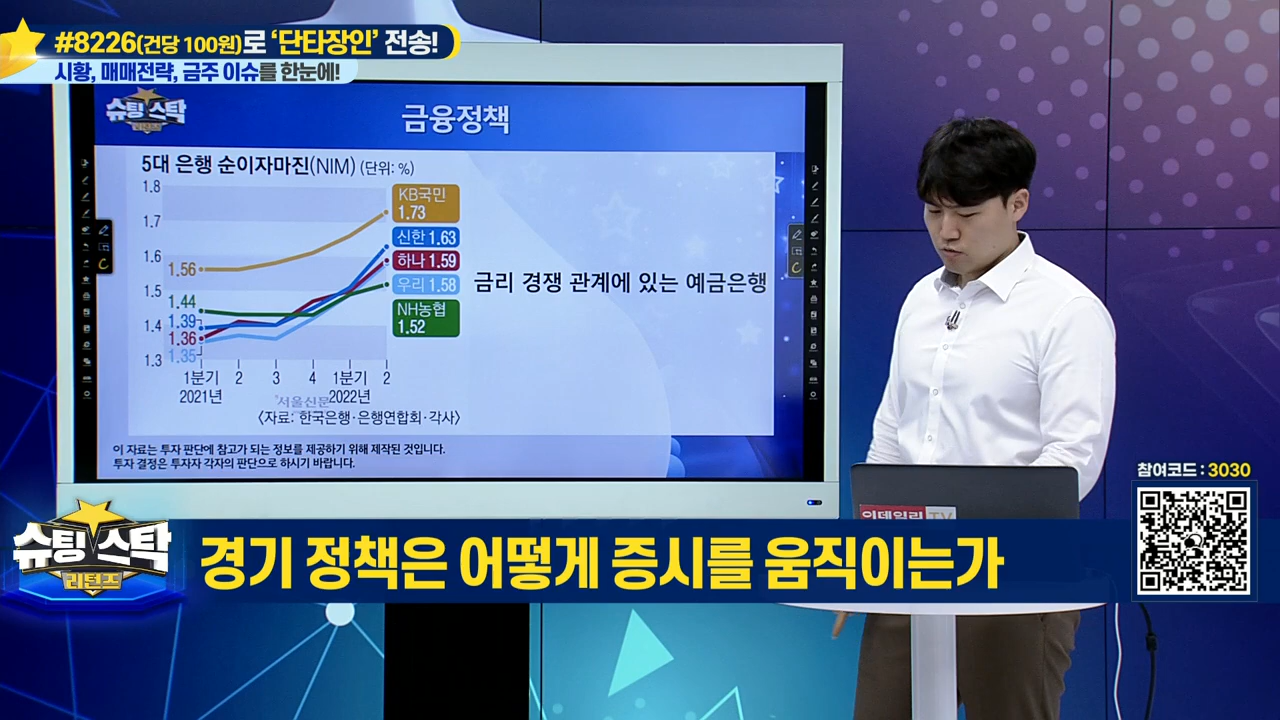 #8226(건당 100원)로 '단타장인' 전송!
시황, 매매전략, 금주 이슈를 한눈에!
슈팅 스탁
리턴즈
금융정책
5대 은행 순이자마진(NIM) (단위: %)
1.8
1.7
1.6
1.5
1.4
1.3
1.56
1.44
1.39
1.36
1.35
KB국민
1.73
신한 1.63
하나 1.59
우리 1.58
NH농협
1.52
금리 경쟁 관계에 있는 예금은행
1분기 2 3 4 1분기 2
2021년 2022년
서울신문
〈자료: 한국은행·은행연합회·각사〉
이 자료는 투자 판단에 참고가 되는 정보를 제공하기 위해 제작된 것입니다.
투자 결정은 투자자 각자의 판단으로 하시기 바랍니다.
이데일리 TV
참여코드 : 3030
슈팅 스탁
리턴즈
경기 정책은 어떻게 증시를 움직이는가